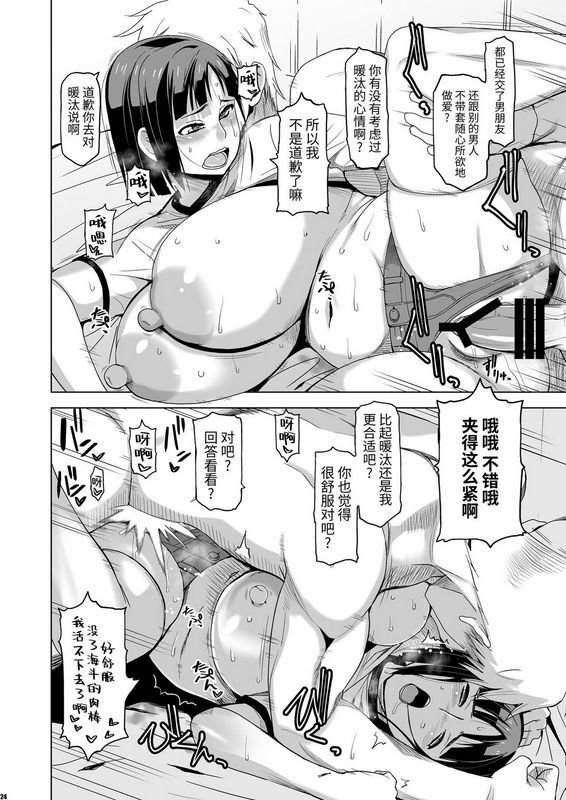 都已经交了男朋友
还跟别的男人
不带套随心所欲地
做爱？
你有没有考虑过
暖汰的心情啊？
哦
所以我
不是道歉了嘛
道歉你去对
暖汰说啊
哦
哦嗯
哦哦 不错哦
夹得这么紧啊
比起暖汰还是我
更合适吧？
你也觉得
很舒服对吧？
呀啊
对吧？
回答看看？
呀啊
呀
好舒服
没了海斗的肉棒
我活不下去了啊
24